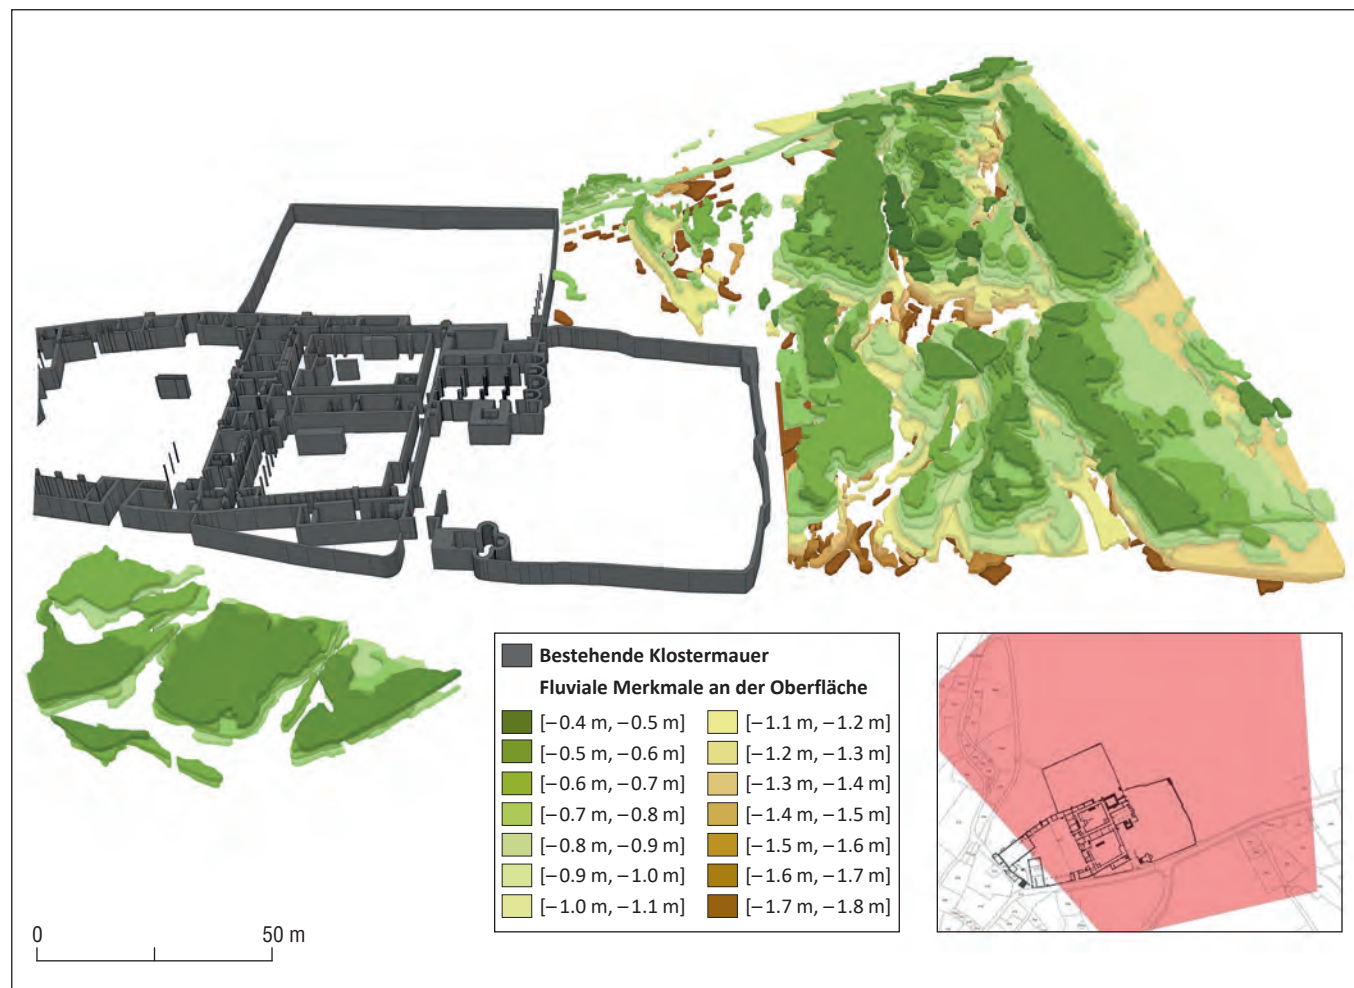 Bestehende Klostermauer
Fluviale Merkmale an der Oberfläche
[−0.4 m, −0.5 m]
[−0.5 m, −0.6 m]
[−0.6 m, −0.7 m]
[−0.7 m, −0.8 m]
[−0.8 m, −0.9 m]
[−0.9 m, −1.0 m]
[−1.0 m, −1.1 m]
[−1.1 m, −1.2 m]
[−1.2 m, −1.3 m]
[−1.3 m, −1.4 m]
[−1.4 m, −1.5 m]
[−1.5 m, −1.6 m]
[−1.6 m, −1.7 m]
[−1.7 m, −1.8 m]
0 50 m